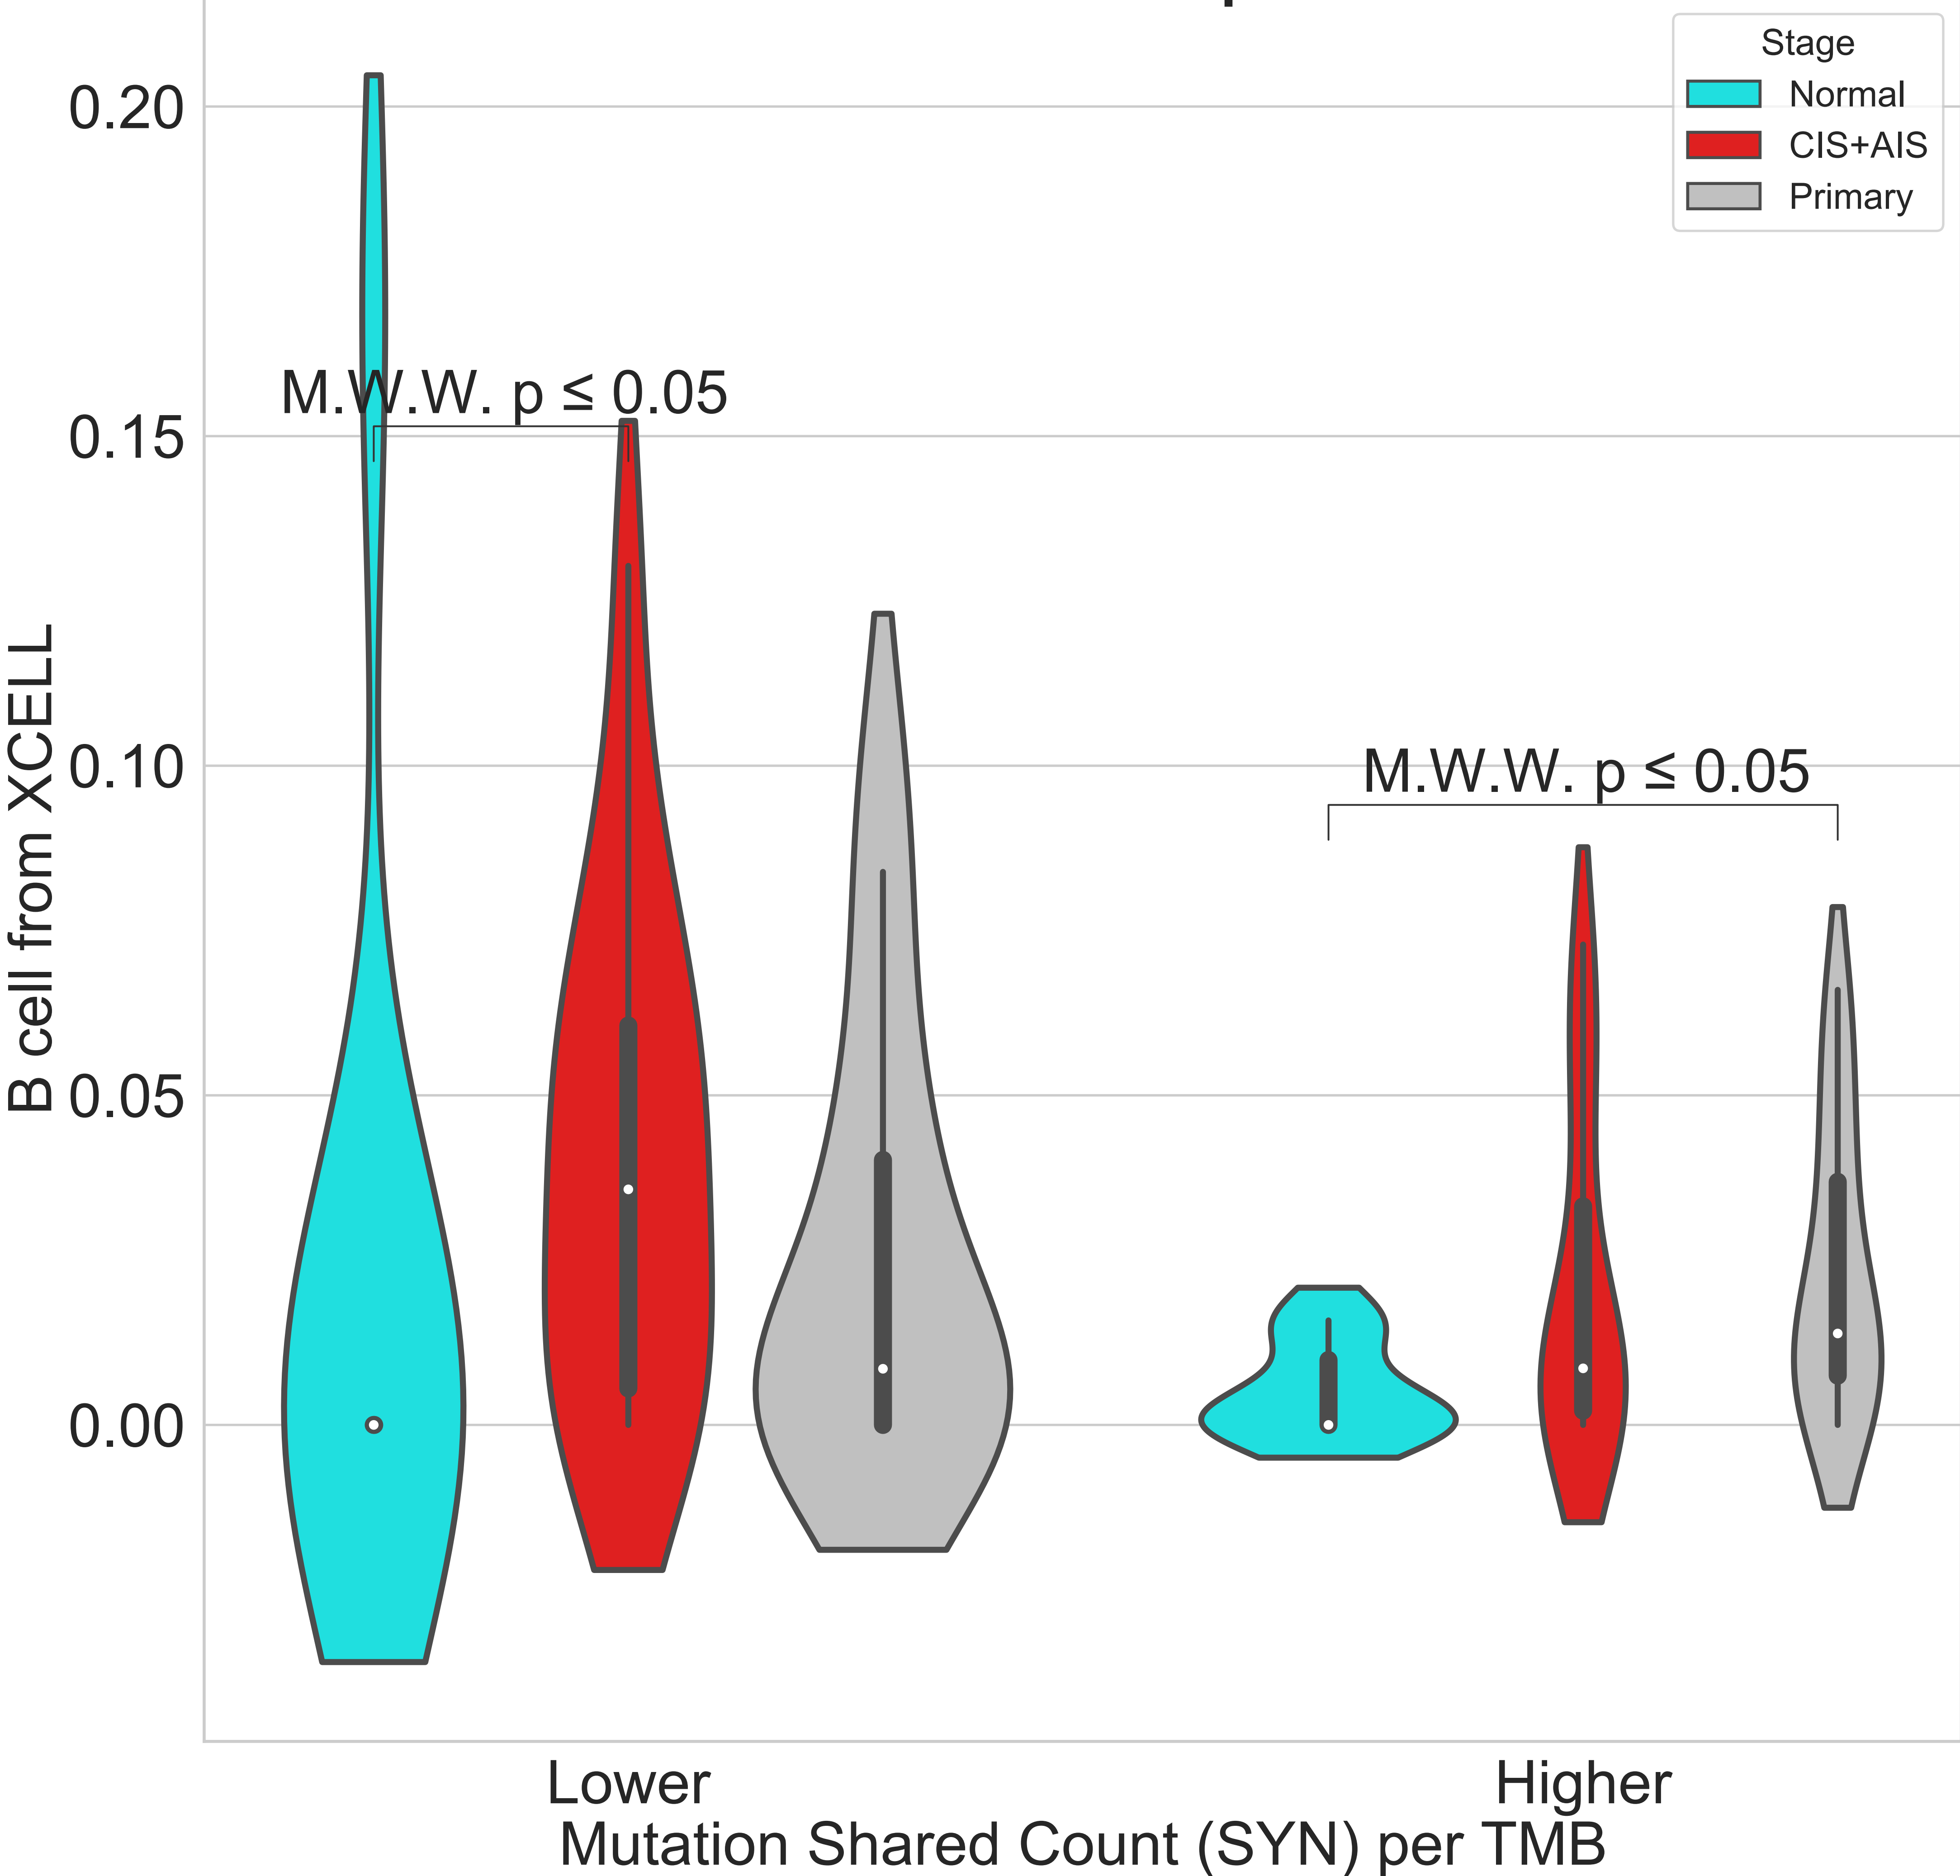 Stage
Normal
CIS+AIS
Primary
0.20
0.15
0.10
0.05
0.00
B cell from XCELL
M.W.W. p ≤ 0.05
M.W.W. p ≤ 0.05
Lower
Higher
Mutation Shared Count (SYN) per TMB